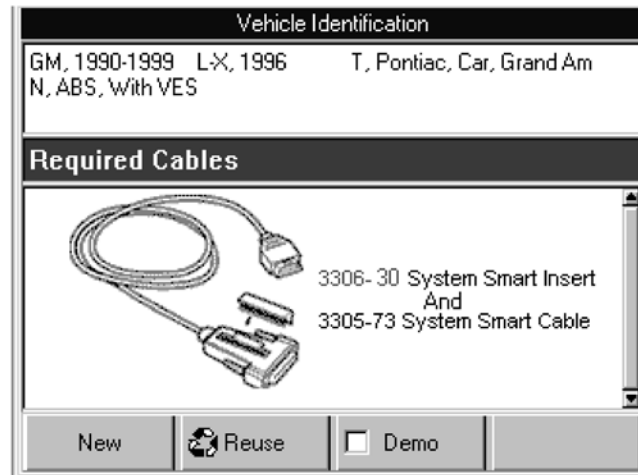 Vehicle Identification
GM, 1990-1999 L-X, 1996 T, Pontiac, Car, Grand Am
N, ABS, With VES
Required Cables
3306-30 System Smart Insert
And
3305-73 System Smart Cable
New Reuse Demo